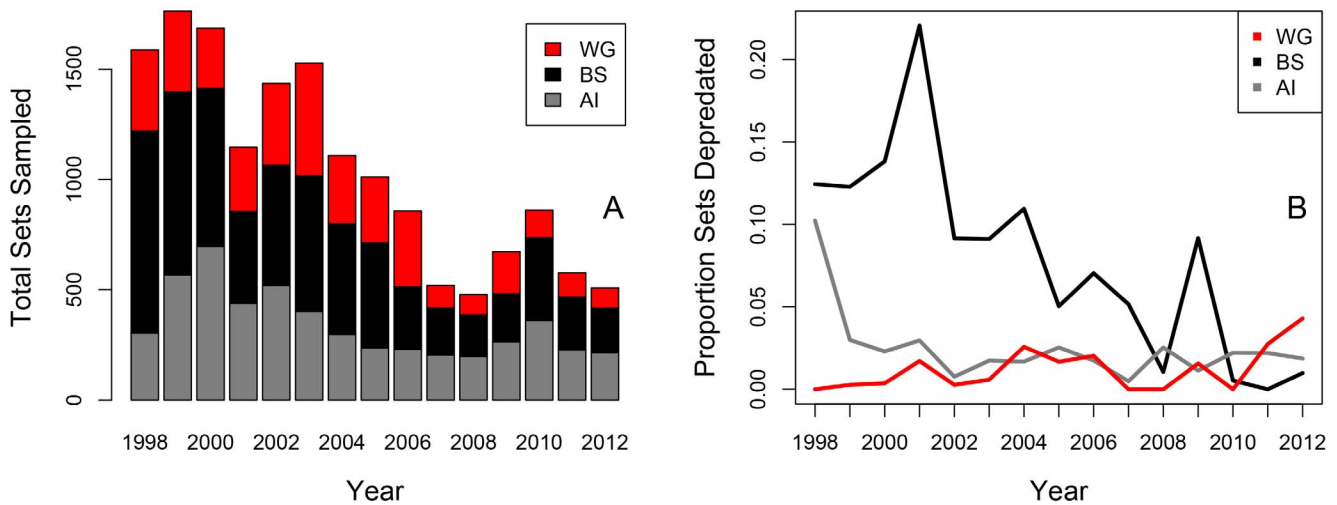 Total Sets Sampled
0 500 1000 1500
WG
BS
AI
A
1998 2000 2002 2004 2006 2008 2010 2012
Year
Proportion Sets Depredated
0.00 0.05 0.10 0.15 0.20
WG
BS
AI
B
1998 2000 2002 2004 2006 2008 2010 2012
Year